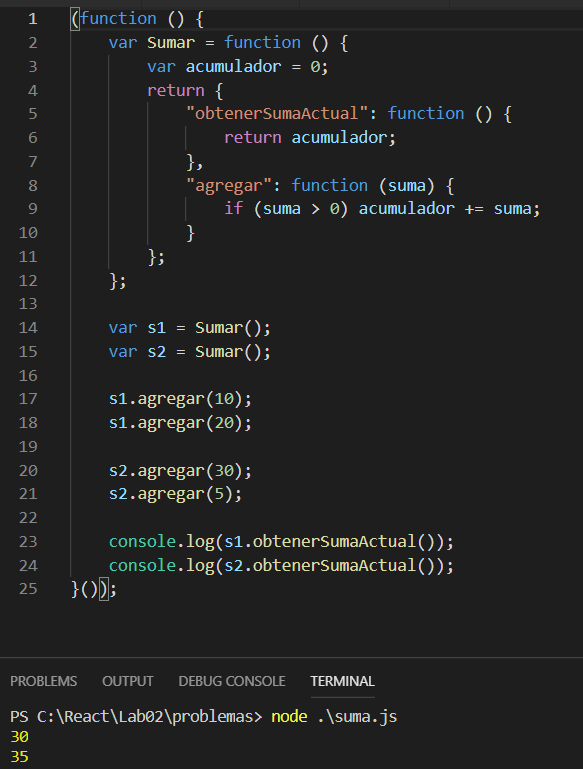 1 (function () {
2     var Sumar = function () {
3         var acumulador = 0;
4         return {
5             "obtenerSumaActual": function () {
6                 return acumulador;
7             },
8             "agregar": function (suma) {
9                 if (suma > 0) acumulador += suma;
10             }
11         };
12     };
13
14     var s1 = Sumar();
15     var s2 = Sumar();
16
17     s1.agregar(10);
18     s1.agregar(20);
19
20     s2.agregar(30);
21     s2.agregar(5);
22
23     console.log(s1.obtenerSumaActual());
24     console.log(s2.obtenerSumaActual());
25 }());
PROBLEMS OUTPUT DEBUG CONSOLE TERMINAL
PS C:\React\Lab02\problemas> node .\suma.js
30
35